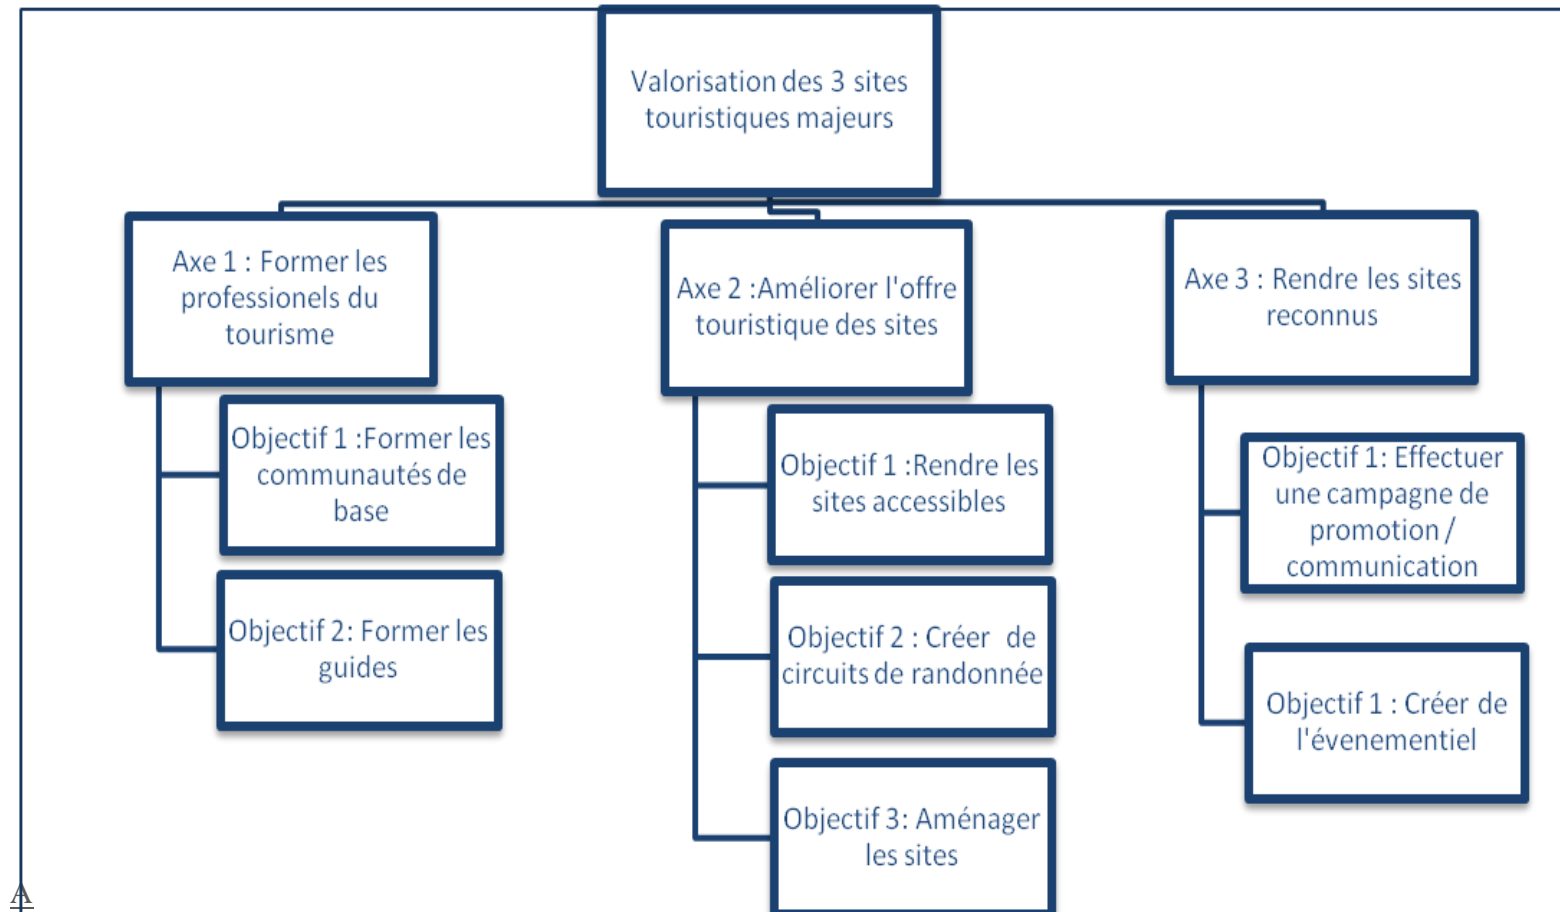 Valorisation des 3 sites
touristiques majeurs
Axe 1 : Former les
professionels du
tourisme
Objectif 1 :Former les
communautés de
base
Objectif 2: Former les
guides
Axe 2 :Améliorer l'offre
touristique des sites
Objectif 1 :Rendre les
sites accessibles
Objectif 2 : Créer de
circuits de randonnée
Objectif 3: Aménager
les sites
Axe 3 : Rendre les sites
reconnus
Objectif 1: Effectuer
une campagne de
promotion /
communication
Objectif 1 : Créer de
l'évenementiel
A